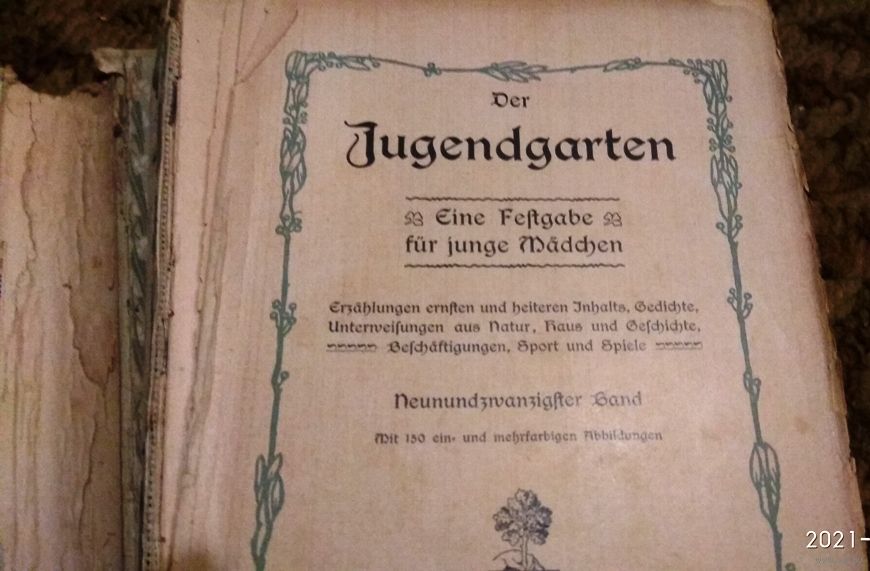 Der
Jugendgarten
Eine Feſtgabe
für junge Mädchen
Erzählungen ernſten und heiteren Inhalts, Gedichte,
Unterweiſungen aus Natur, Haus und Geſchichte,
Beſchäftigungen, Sport und Spiele
Neunundzwanzigſter Band
Mit 150 ein- und mehrfarbigen Abbildungen
2021-